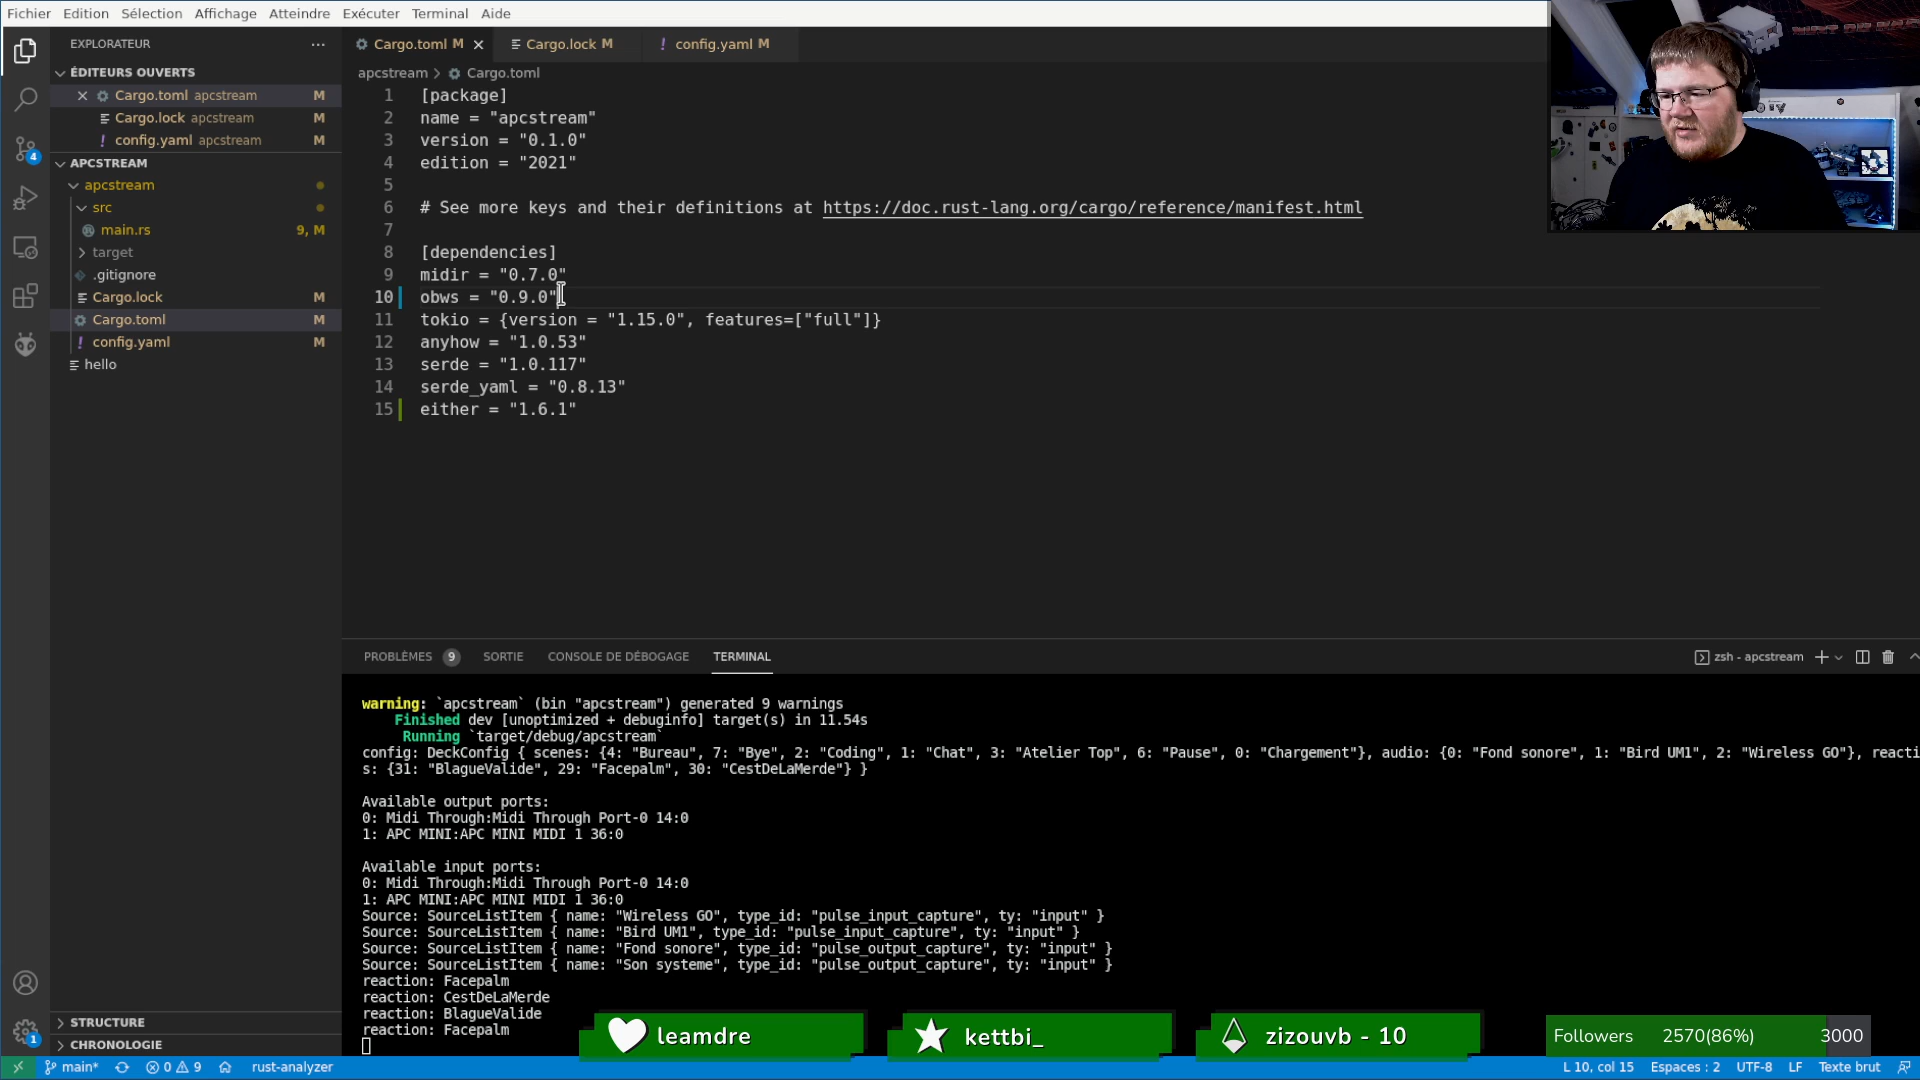 Fichier Edition Sélection Affichage Atteindre Exécuter Terminal Aide
EXPLORATEUR
ÉDITEURS OUVERTS
Cargo.toml apcstream M
Cargo.lock apcstream M
config.yaml apcstream M
APCSTREAM
apcstream
src
main.rs 9, M
target
.gitignore
Cargo.lock M
Cargo.toml M
config.yaml M
hello
STRUCTURE
CHRONOLOGIE
4
1
Cargo.toml M
Cargo.lock M
config.yaml M
apcstream > Cargo.toml
1 [package]
2 name = "apcstream"
3 version = "0.1.0"
4 edition = "2021"
5
6 # See more keys and their definitions at https://doc.rust-lang.org/cargo/reference/manifest.html
7
8 [dependencies]
9 midir = "0.7.0"
10 obws = "0.9.0"
11 tokio = {version = "1.15.0", features=["full"]}
12 anyhow = "1.0.53"
13 serde = "1.0.117"
14 serde_yaml = "0.8.13"
15 either = "1.6.1"
PROBLÈMES 9 SORTIE CONSOLE DE DÉBOGAGE TERMINAL
zsh - apcstream
warning: `apcstream` (bin "apcstream") generated 9 warnings
Finished dev [unoptimized + debuginfo] target(s) in 11.54s
Running `target/debug/apcstream`
config: DeckConfig { scenes: {4: "Bureau", 7: "Bye", 2: "Coding", 1: "Chat", 3: "Atelier Top", 6: "Pause", 0: "Chargement"}, audio: {0: "Fond sonore", 1: "Bird UM1", 2: "Wireless GO"}, reacti
s: {31: "BlagueValide", 29: "Facepalm", 30: "CestDeLaMerde"} }
Available output ports:
0: Midi Through:Midi Through Port-0 14:0
1: APC MINI:APC MINI MIDI 1 36:0
Available input ports:
0: Midi Through:Midi Through Port-0 14:0
1: APC MINI:APC MINI MIDI 1 36:0
Source: SourceListItem { name: "Wireless GO", type_id: "pulse_input_capture", ty: "input" }
Source: SourceListItem { name: "Bird UM1", type_id: "pulse_input_capture", ty: "input" }
Source: SourceListItem { name: "Fond sonore", type_id: "pulse_output_capture", ty: "input" }
Source: SourceListItem { name: "Son systeme", type_id: "pulse_output_capture", ty: "input" }
reaction: Facepalm
reaction: CestDeLaMerde
reaction: BlagueValide
reaction: Facepalm
leamdre
kettbi_
zizouvb - 10
Followers 2570(86%) 3000
main* 0 9 rust-analyzer
L 10, col 15 Espaces : 2 UTF-8 LF Texte brut